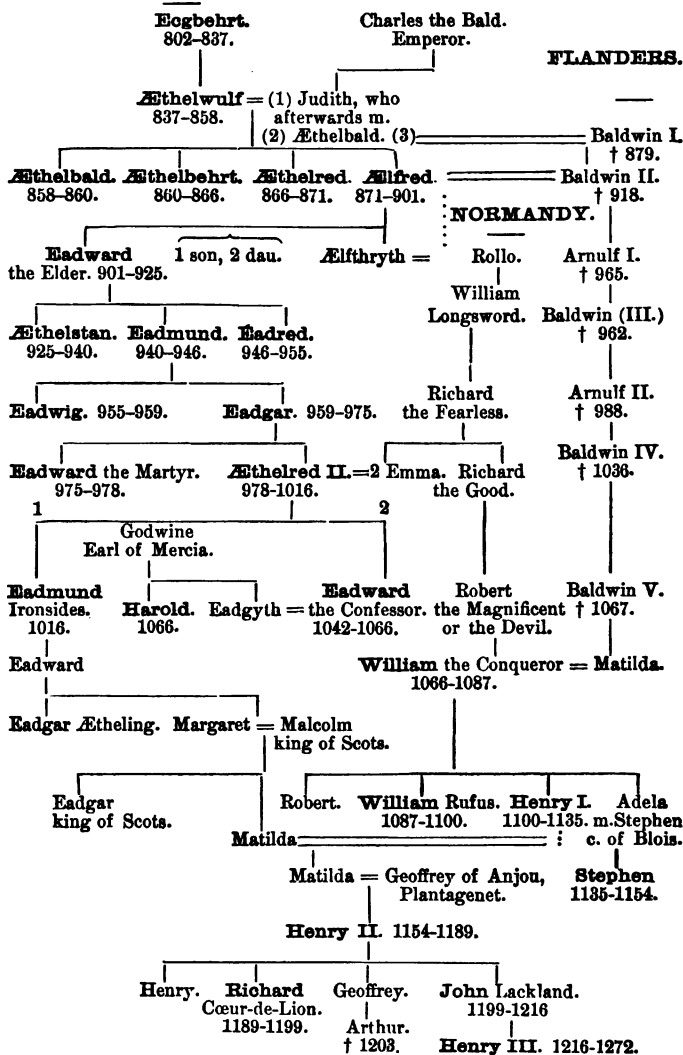 Ecgbehrt. Charles the Bald.
802–837. Emperor.
FLANDERS.
Æthelwulf = (1) Judith, who
837–858. afterwards m.
(2) Æthelbald. (3) Baldwin I.
† 879.
Æthelbald. Æthelbehrt. Æthelred. Ælfred. Baldwin II.
858–860. 860–866. 866–871. 871–901. † 918.
NORMANDY.
Eadward 1 son, 2 dau. Ælfthryth = Rollo. Arnulf I.
the Elder. 901–925. † 965.
William
Longsword. Baldwin (III.)
Æthelstan. Eadmund. Eadred. † 962.
925–940. 940–946. 946–955.
Richard Arnulf II.
Eadwig. 955–959. Eadgar. 959–975. the Fearless. † 988.
Baldwin IV.
Eadward the Martyr. Æthelred II.=2 Emma. Richard † 1036.
975–978. 978-1016. the Good.
1 2
Godwine
Earl of Mercia.
Eadmund Eadward Robert Baldwin V.
Ironsides. Harold. Eadgyth = the Confessor. the Magnificent † 1067.
1016. 1066. 1042-1066. or the Devil.
Eadward William the Conqueror = Matilda.
1066-1087.
Eadgar Ætheling. Margaret = Malcolm
king of Scots.
Eadgar Robert. William Rufus. Henry I. Adela
king of Scots. 1087-1100. 1100-1135. m.Stephen
Matilda c. of Blois.
Matilda = Geoffrey of Anjou, Stephen
Plantagenet. 1135-1154.
Henry II. 1154-1189.
Henry. Richard Geoffrey. John Lackland.
Cœur-de-Lion. 1199-1216
1189-1199. Arthur.
† 1203. Henry III. 1216-1272.